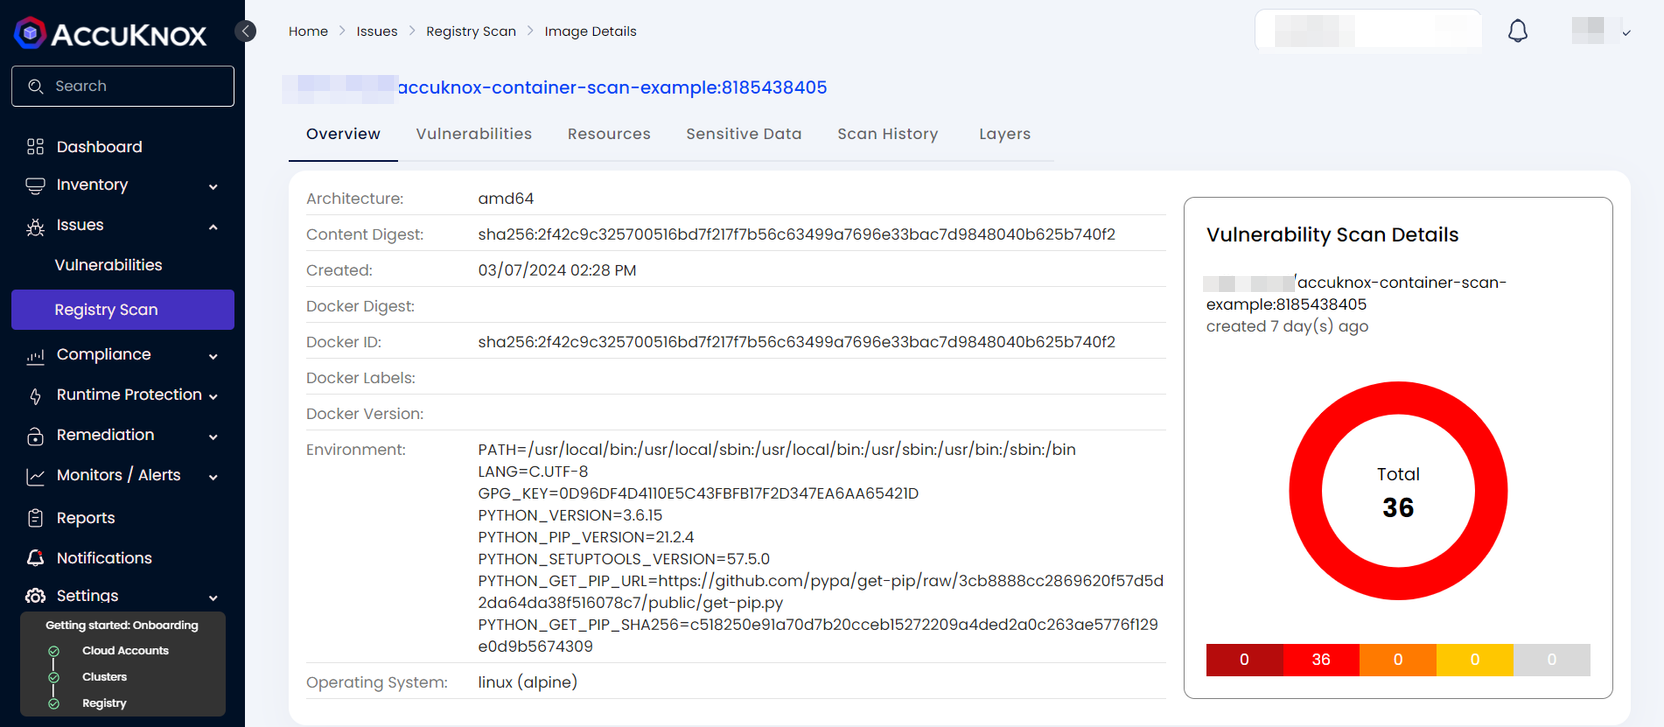 ACCUKNOX
Search
Dashboard
Inventory
Issues
Vulnerabilities
Registry Scan
Compliance
Runtime Protection
Remediation
Monitors / Alerts
Reports
Notifications
Settings
Getting started: Onboarding
Cloud Accounts
Clusters
Registry
Home > Issues > Registry Scan > Image Details
accuknox-container-scan-example:8185438405
Overview Vulnerabilities Resources Sensitive Data Scan History Layers
Architecture: amd64
Content Digest: sha256:2f42c9c325700516bd7f217f7b56c63499a7696e33bac7d9848040b625b740f2
Created: 03/07/2024 02:28 PM
Docker Digest:
Docker ID: sha256:2f42c9c325700516bd7f217f7b56c63499a7696e33bac7d9848040b625b740f2
Docker Labels:
Docker Version:
Environment: PATH=/usr/local/bin:/usr/local/sbin:/usr/local/bin:/usr/sbin:/usr/bin:/sbin:/bin
LANG=C.UTF-8
GPG_KEY=0D96DF4D4110E5C43FBFB17F2D347EA6AA65421D
PYTHON_VERSION=3.6.15
PYTHON_PIP_VERSION=21.2.4
PYTHON_SETUPTOOLS_VERSION=57.5.0
PYTHON_GET_PIP_URL=https://github.com/pypa/get-pip/raw/3cb8888cc2869620f57d5d
2da64da38f516078c7/public/get-pip.py
PYTHON_GET_PIP_SHA256=c518250e91a70d7b20cceb15272209a4ded2a0c263ae5776f129
e0d9b5674309
Operating System: linux (alpine)
Vulnerability Scan Details
/accuknox-container-scan-
example:8185438405
created 7 day(s) ago
Total
36
0 36 0 0 0